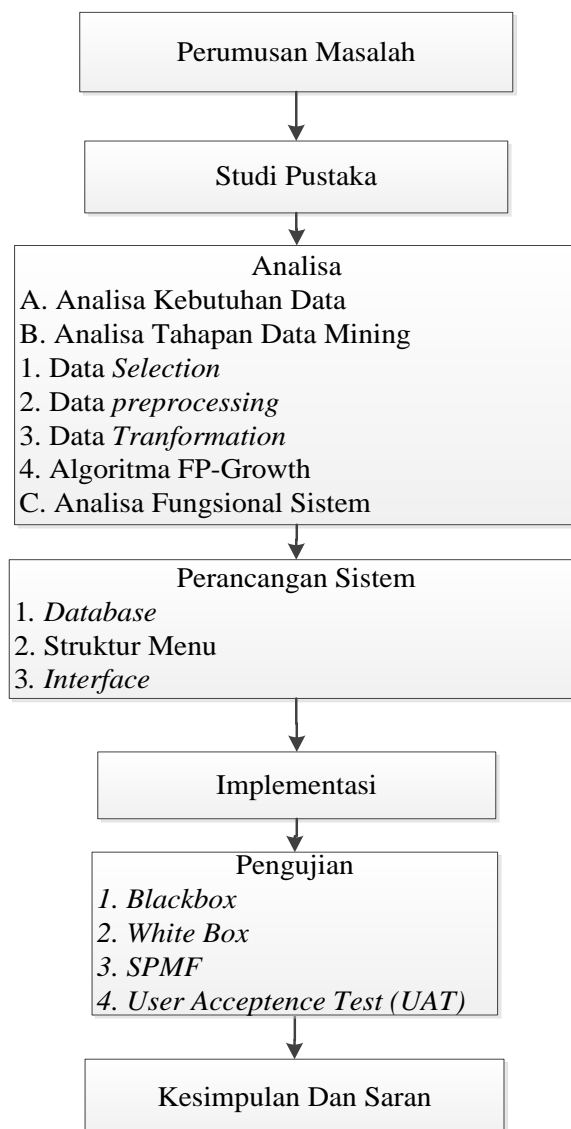 Perumusan Masalah
Studi Pustaka
Analisa
A. Analisa Kebutuhan Data
B. Analisa Tahapan Data Mining
1. Data Selection
2. Data preprocessing
3. Data Tranformation
4. Algoritma FP-Growth
C. Analisa Fungsional Sistem
Perancangan Sistem
1. Database
2. Struktur Menu
3. Interface
Implementasi
Pengujian
1. Blackbox
2. White Box
3. SPMF
4. User Acceptence Test (UAT)
Kesimpulan Dan Saran